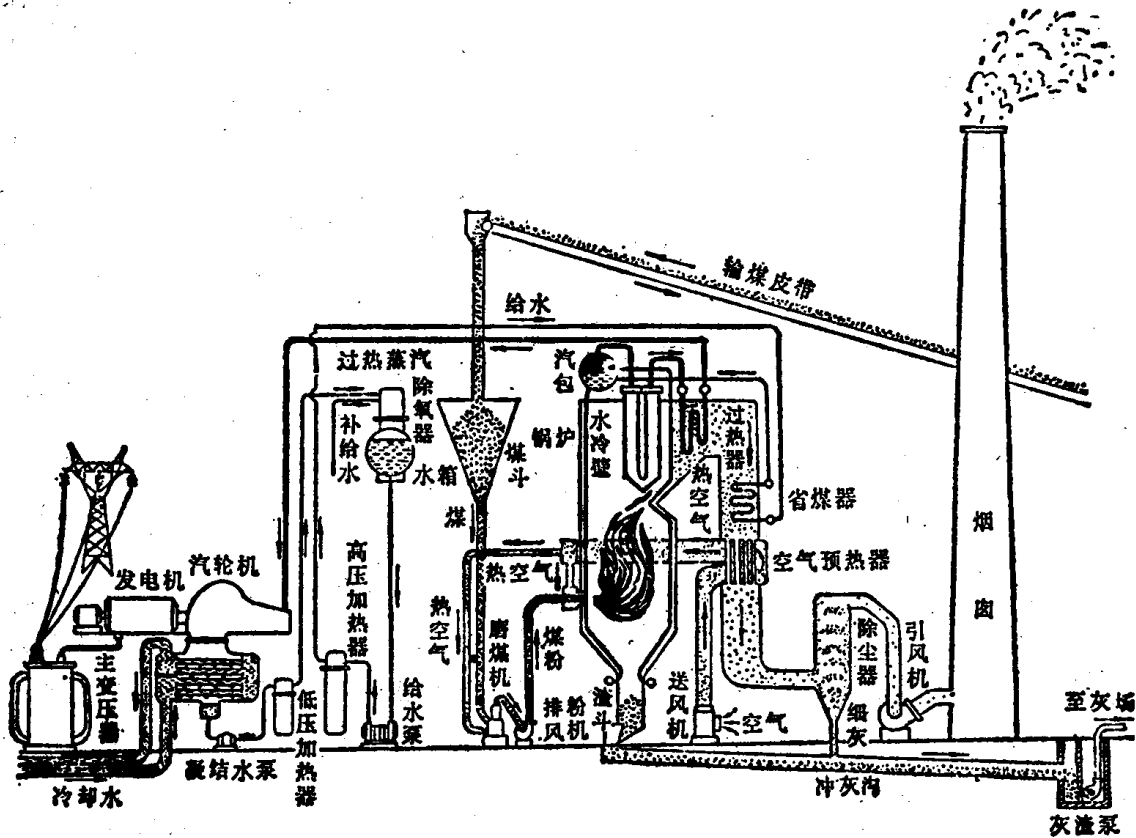 输煤皮带
给水
过热蒸汽
汽包
除氧器
补给水
水箱
锅炉
煤斗
水冷壁
过热器
热空气
省煤器
煤
烟囱
发电机
汽轮机
高压加热器
热空气
空气预热器
热空气
磨煤机
煤粉
除尘器
引风机
主变压器
给水泵
低压加热器
排粉风机
渣斗
送风机
空气
细灰
至灰场
凝结水泵
冷却水
冲灰沟
灰渣泵